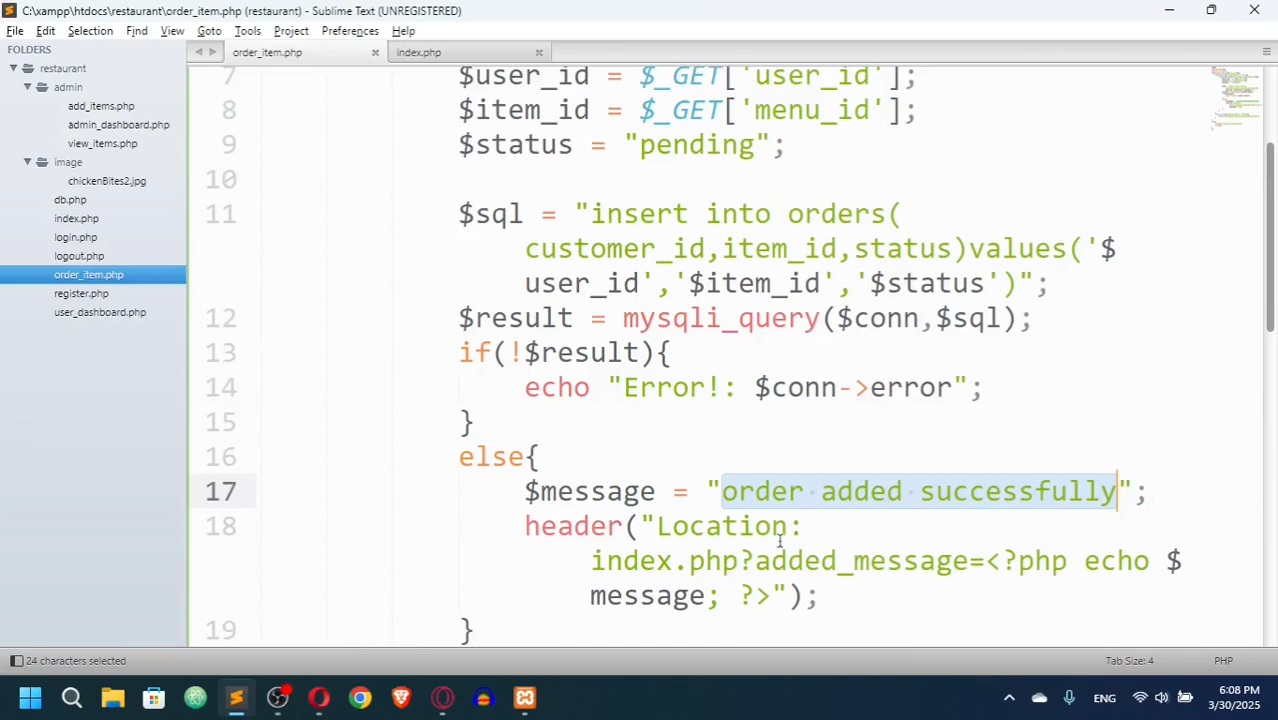 C:\xampp\htdocs\restaurant\order_item.php (restaurant) - Sublime Text (UNREGISTERED)
File Edit Selection Find View Goto Tools Project Preferences Help
FOLDERS
restaurant
admin
add_items.php
admin_dashboard.php
view_items.php
image
chickenBites2.jpg
db.php
index.php
login.php
logout.php
order_item.php
register.php
user_dashboard.php
order_item.php index.php
7 $user_id = $_GET['user_id'];
8 $item_id = $_GET['menu_id'];
9 $status = "pending";
10
11 $sql = "insert into orders(
customer_id,item_id,status)values('$
user_id','$item_id','$status')";
12 $result = mysqli_query($conn,$sql);
13 if(!$result){
14 echo "Error!: $conn->error";
15 }
16 else{
17 $message = "order added successfully";
18 header("Location:
index.php?added_message=<?php echo $
message; ?>");
19 }
24 characters selected
Tab Size: 4
PHP
ENG
6:08 PM
3/30/2025